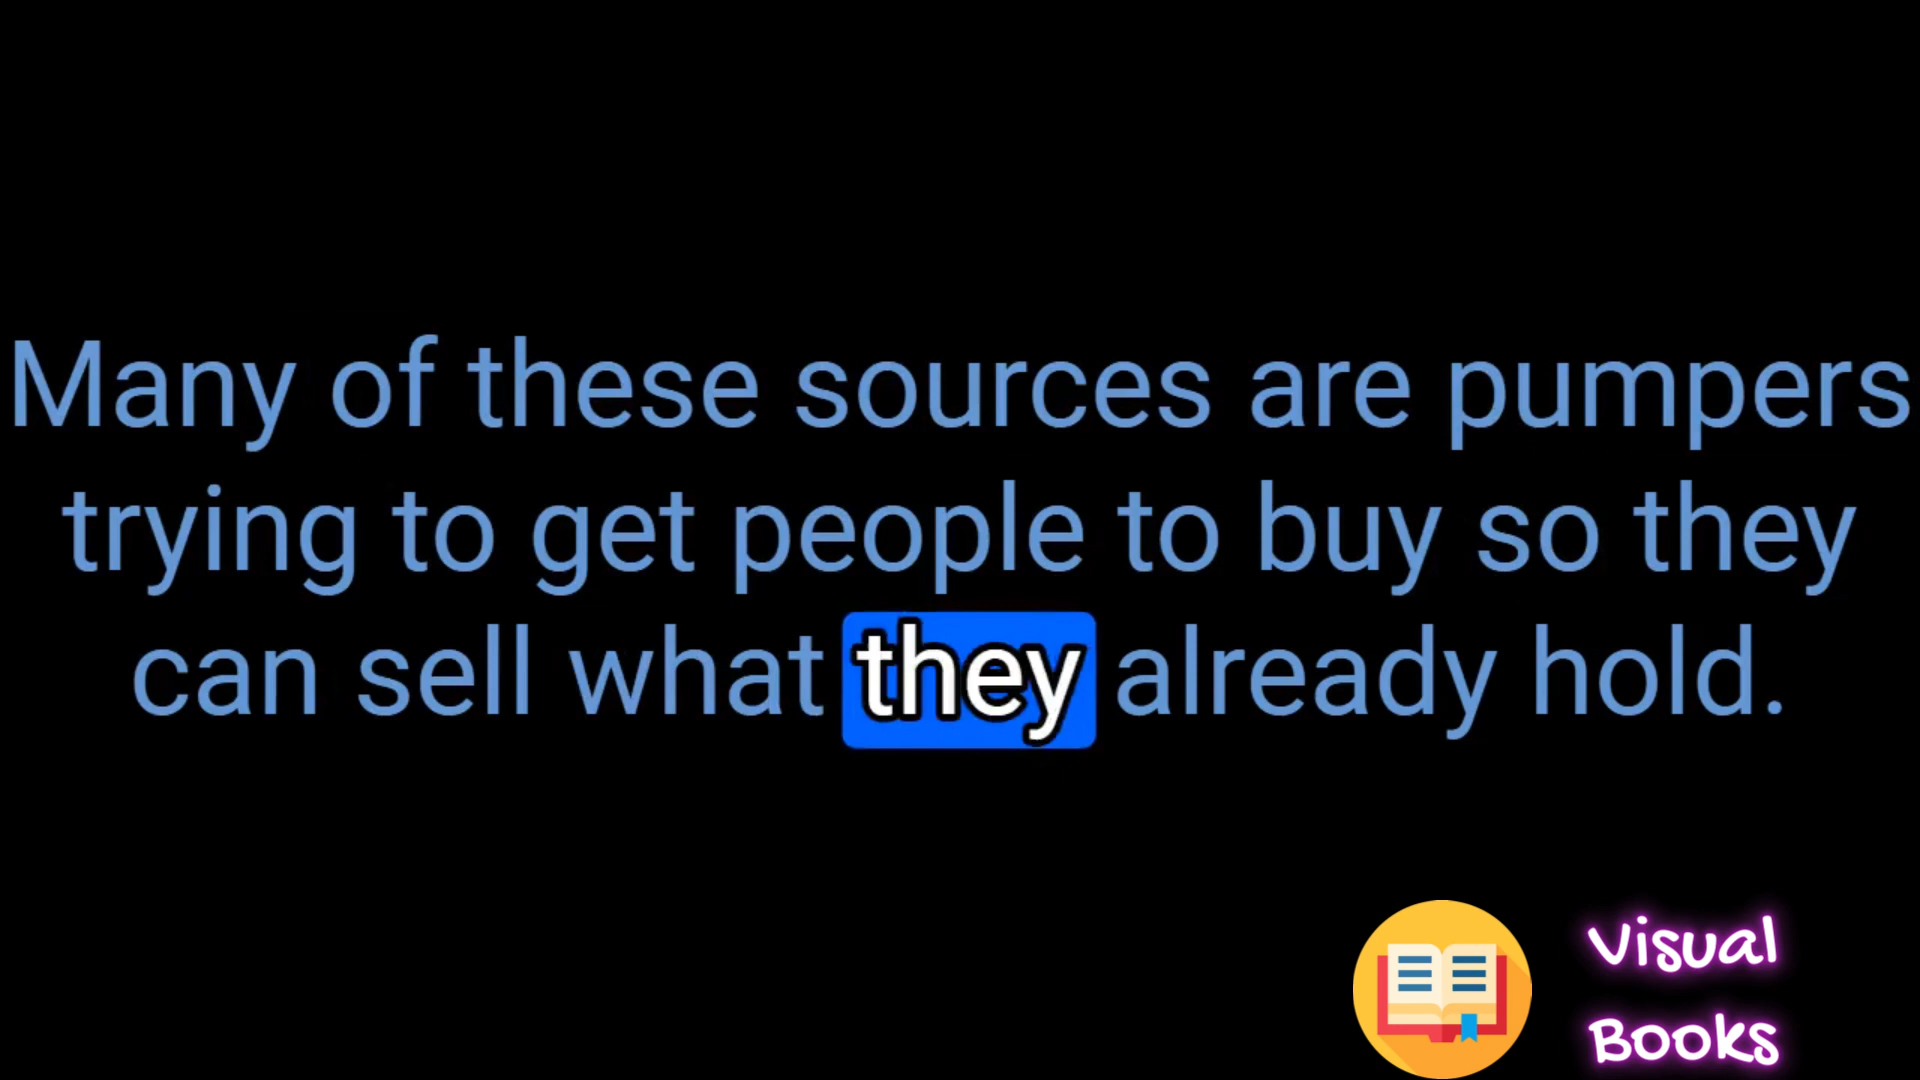 Many of these sources are pumpers
trying to get people to buy so they
can sell what they already hold.
Visual
Books